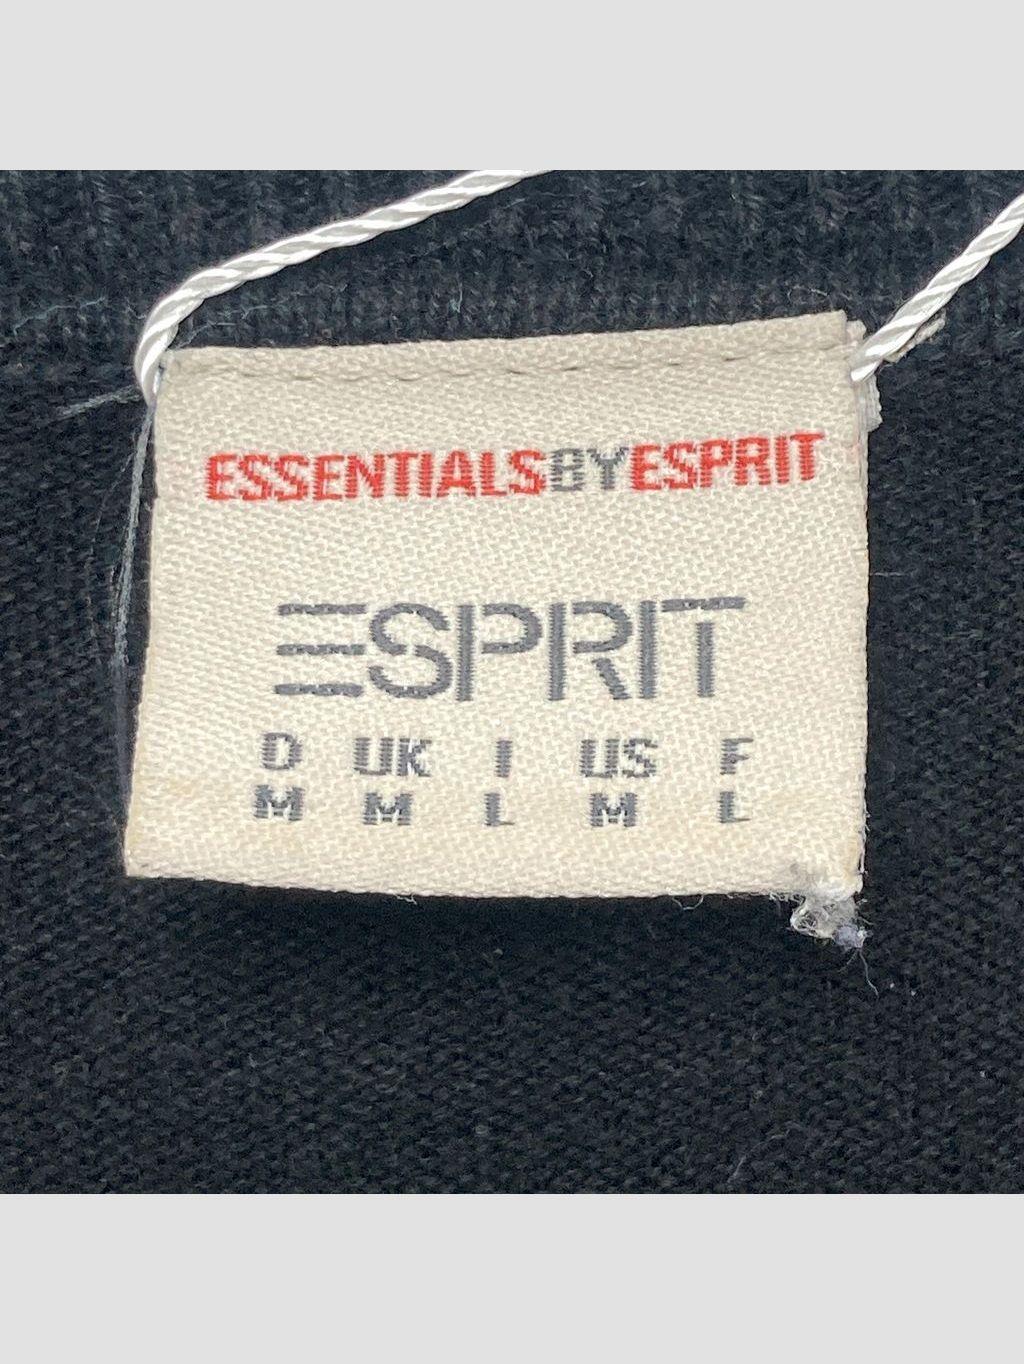 ESSENTIALSBYESPRIT
ESPRIT
D UK I US F
M M L M L